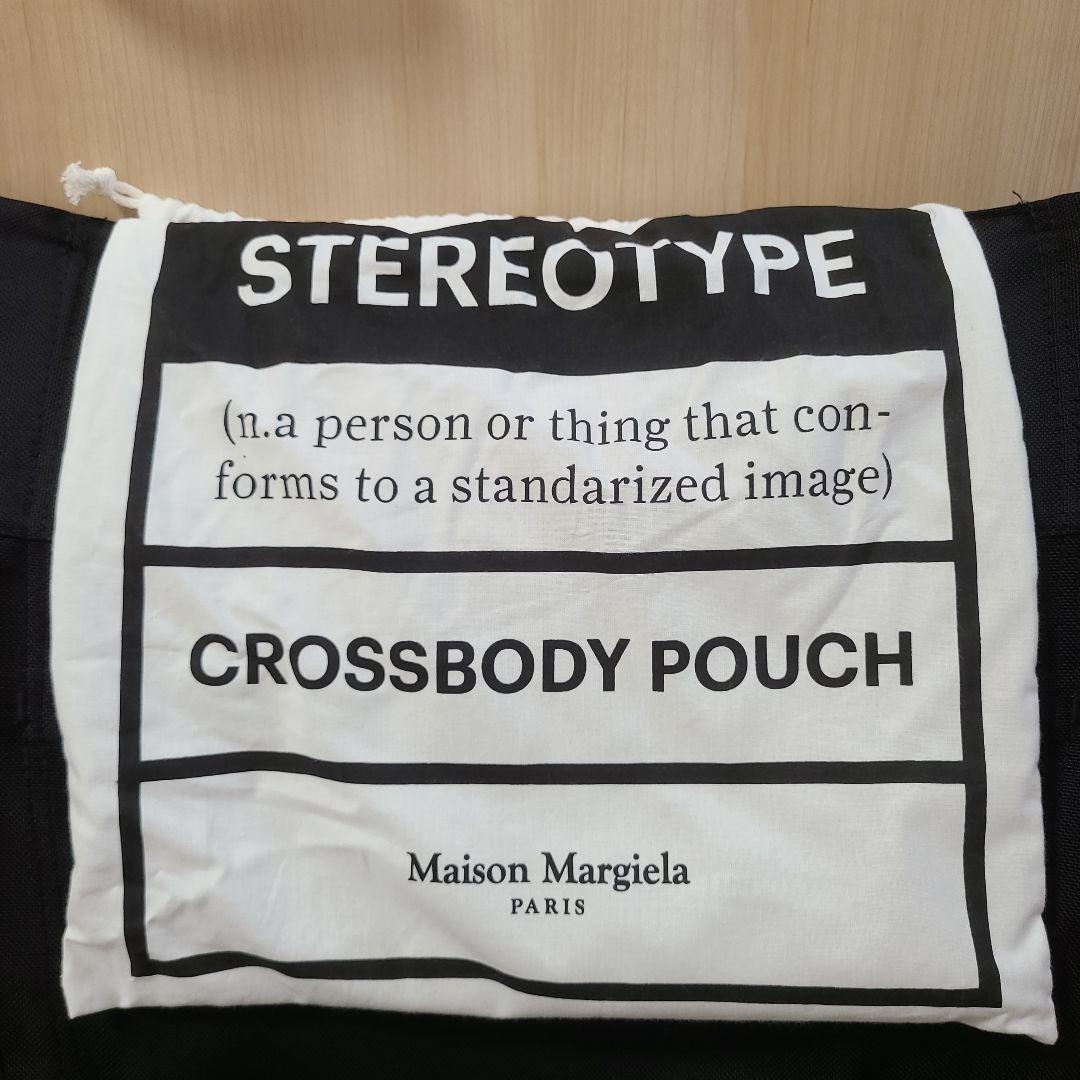 STEREOTYPE
(n.a person or thing that con-
forms to a standarized image)
CROSSBODY POUCH
Maison Margiela
PARIS